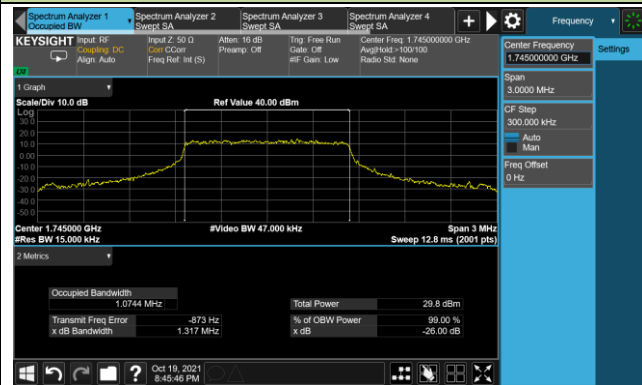 Spectrum Analyzer 1
Occupied BW
Spectrum Analyzer 2
Swept SA
Spectrum Analyzer 3
Swept SA
Spectrum Analyzer 4
Swept SA
Frequency
KEYSIGHT
Input: RF
Coupling: DC
Align: Auto
Input Z: 50 Ω
Corr CCorr
Freq Ref: Int (S)
Atten: 16 dB
Preamp: Off
Trig: Free Run
Gate: Off
#IF Gain: Low
Center Freq: 1.745000000 GHz
Avg|Hold:>100/100
Radio Std: None
Center Frequency
1.745000000 GHz
Settings
Span
3.0000 MHz
CF Step
300.000 kHz
Auto
Man
Freq Offset
0 Hz
1 Graph
Scale/Div 10.0 dB
Ref Value 40.00 dBm
Log
30.0
20.0
10.0
0.00
-10.0
-20.0
-30.0
-40.0
-50.0
Center 1.74500 GHz
#Video BW 47.000 kHz
Span 3 MHz
#Res BW 15.000 kHz
Sweep 12.8 ms (2001 pts)
2 Metrics
Occupied Bandwidth
1.0744 MHz
Total Power 29.8 dBm
Transmit Freq Error -873 Hz
% of OBW Power 99.00 %
x dB Bandwidth 1.317 MHz
x dB -26.00 dB
?
Oct 19, 2021
8:45:46 PM